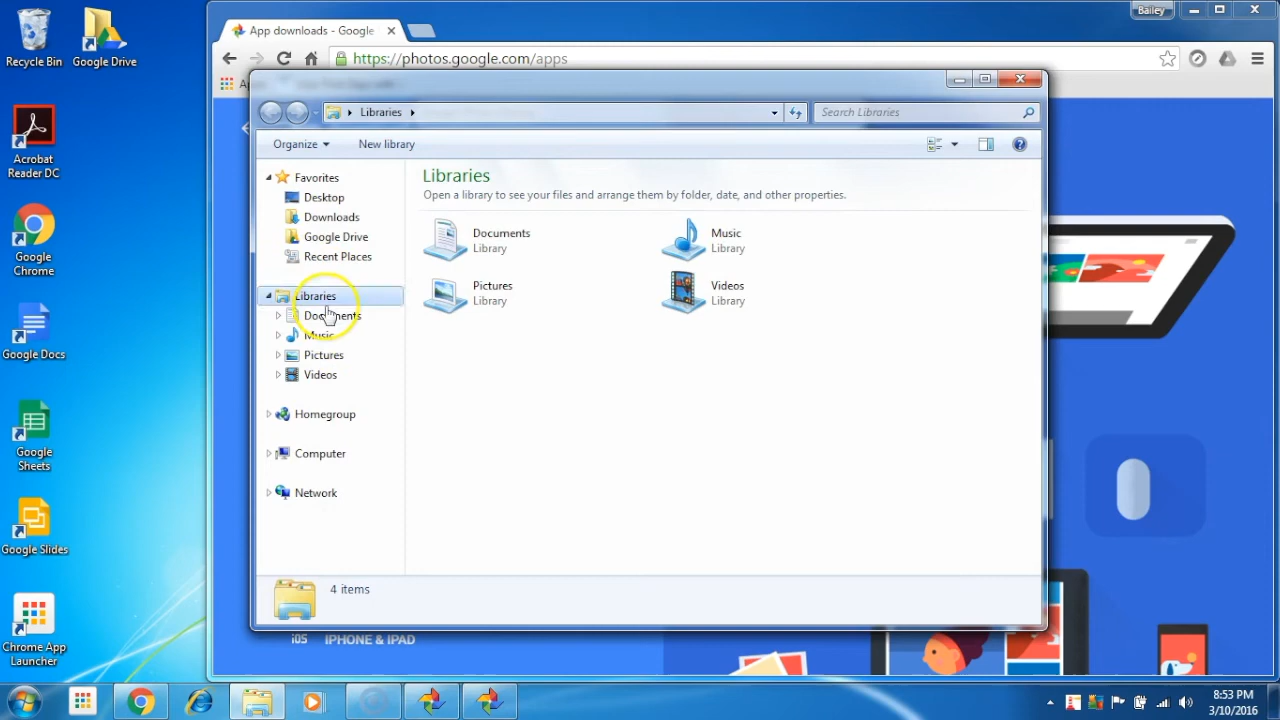 Recycle Bin
Google Drive
Acrobat
Reader DC
Google
Chrome
Google Docs
Google
Sheets
Google Slides
Chrome App
Launcher
Bailey
App downloads - Google
https://photos.google.com/apps
Libraries
Search Libraries
Organize
New library
Favorites
Desktop
Downloads
Google Drive
Recent Places
Libraries
Documents
Music
Pictures
Videos
Homegroup
Computer
Network
Libraries
Open a library to see your files and arrange them by folder, date, and other properties.
Documents
Library
Music
Library
Pictures
Library
Videos
Library
4 items
iOS IPHONE & IPAD
8:53 PM
3/10/2016